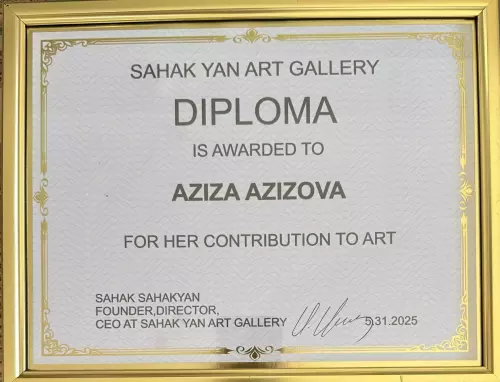 SAHAK YAN ART GALLERY
DIPLOMA
IS AWARDED TO
AZIZA AZIZOVA
FOR HER CONTRIBUTION TO ART
SAHAK SAHAKYAN
FOUNDER,DIRECTOR,
CEO AT SAHAK YAN ART GALLERY 5.31.2025